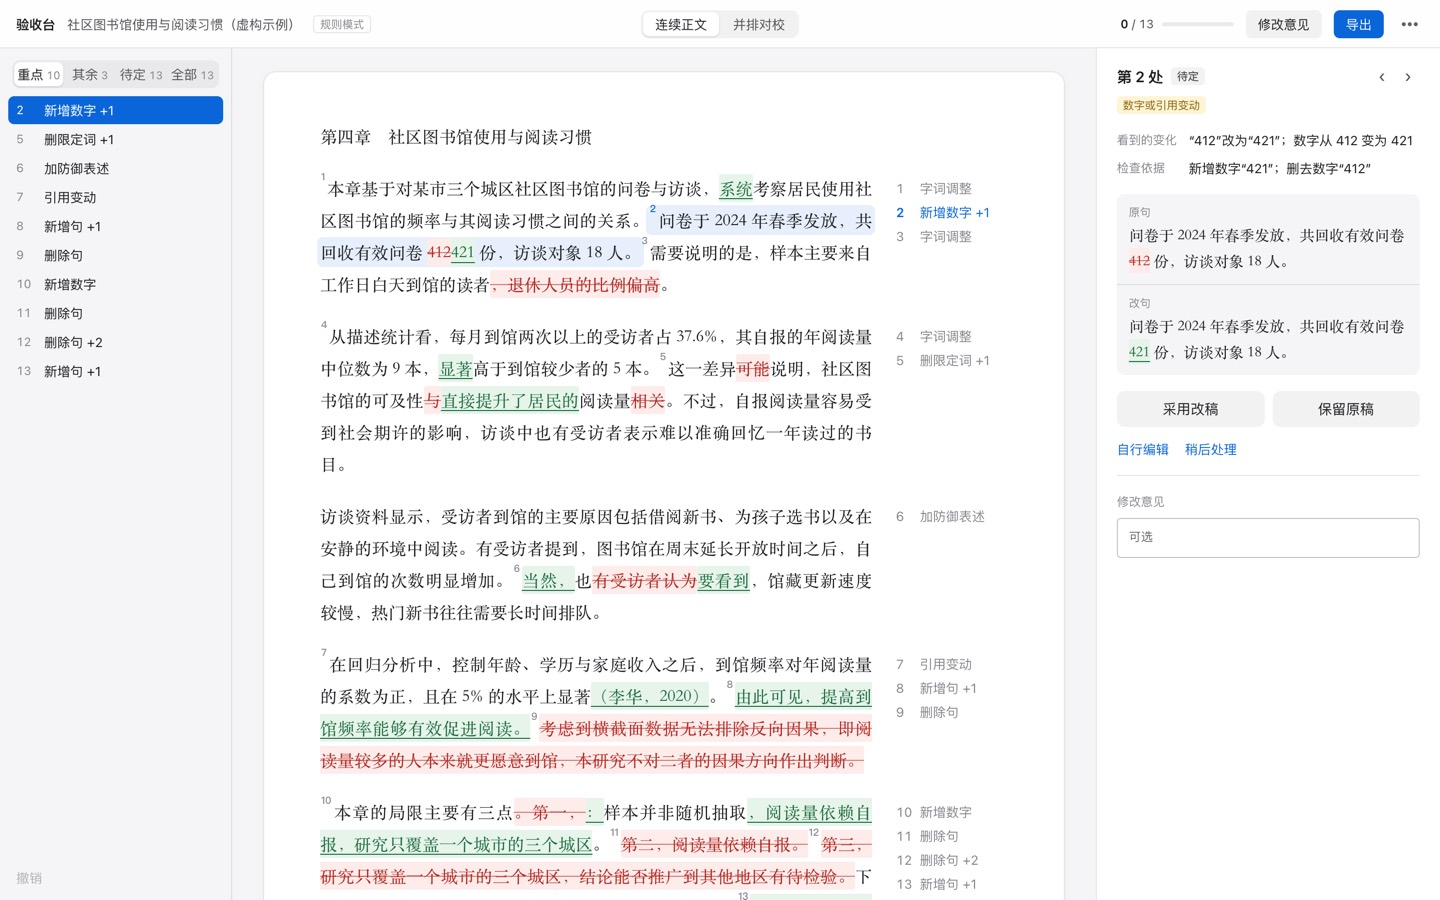 验收台 社区图书馆使用与阅读习惯（虚构示例） 规则模式 连续正文 并排对校 0 / 13 修改意见 导出 •••
重点 10 其余 3 待定 13 全部 13
2 新增数字 +1
5 删限定词 +1
6 加防御表述
7 引用变动
8 新增句 +1
9 删除句
10 新增数字
11 删除句
12 删除句 +2
13 新增句 +1
撤销
第四章 社区图书馆使用与阅读习惯
1 本章基于对某市三个城区社区图书馆的问卷与访谈，系统考察居民使用社
区图书馆的频率与其阅读习惯之间的关系。 2 问卷于 2024 年春季发放，共
回收有效问卷 412421 份，访谈对象 18 人。 3 需要说明的是，样本主要来自
工作日白天到馆的读者，退休人员的比例偏高。
4 从描述统计看，每月到馆两次以上的受访者占 37.6%，其自报的年阅读量
中位数为 9 本，显著高于到馆较少者的 5 本。 5 这一差异可能说明，社区图
书馆的可及性与直接提升了居民的阅读量相关。不过，自报阅读量容易受
到社会期许的影响，访谈中也有受访者表示难以准确回忆一年读过的书
目。
访谈资料显示，受访者到馆的主要原因包括借阅新书、为孩子选书以及在
安静的环境中阅读。有受访者提到，图书馆在周末延长开放时间之后，自
己到馆的次数明显增加。 6 当然，也有受访者认为要看到，馆藏更新速度
较慢，热门新书往往需要长时间排队。
7 在回归分析中，控制年龄、学历与家庭收入之后，到馆频率对年阅读量
的系数为正，且在 5% 的水平上显著（李华，2020）。 8 由此可见，提高到
馆频率能够有效促进阅读。 9 考虑到横截面数据无法排除反向因果，即阅
读量较多的人本来就更愿意到馆，本研究不对二者的因果方向作出判断。
10 本章的局限主要有三点。第一，：样本并非随机抽取，阅读量依赖自
报，研究只覆盖一个城市的三个城区。 11 第二，阅读量依赖自报。 12 第三，
研究只覆盖一个城市的三个城区，结论能否推广到其他地区有待检验。下
13
1 字词调整
2 新增数字 +1
3 字词调整
4 字词调整
5 删限定词 +1
6 加防御表述
7 引用变动
8 新增句 +1
9 删除句
10 新增数字
11 删除句
12 删除句 +2
13 新增句 +1
第 2 处 待定 ‹ ›
数字或引用变动
看到的变化 “412”改为“421”；数字从 412 变为 421
检查依据 新增数字“421”；删去数字“412”
原句
问卷于 2024 年春季发放，共回收有效问卷
412 份，访谈对象 18 人。
改句
问卷于 2024 年春季发放，共回收有效问卷
421 份，访谈对象 18 人。
采用改稿 保留原稿
自行编辑 稍后处理
修改意见
可选